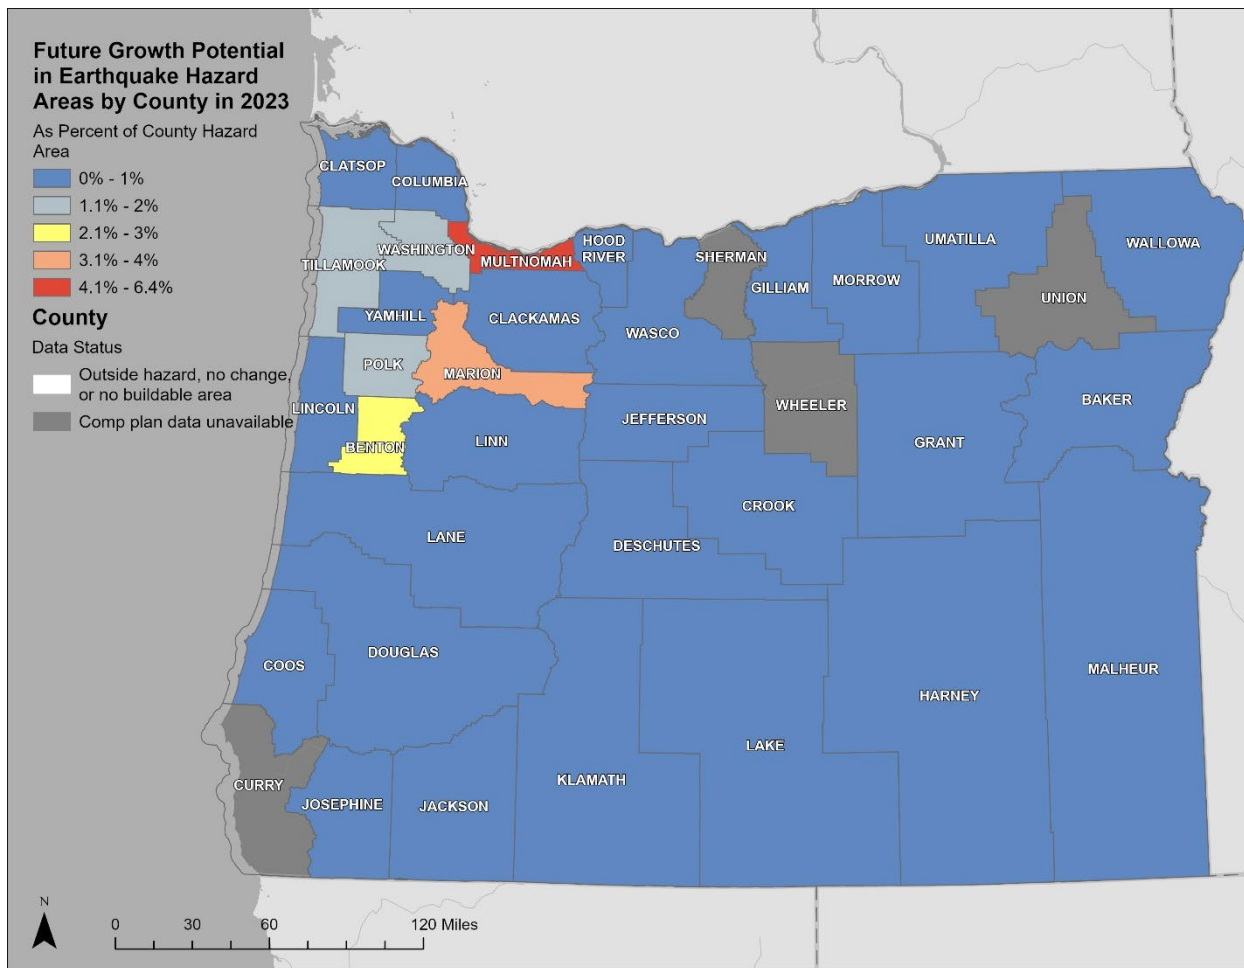 Future Growth Potential
in Earthquake Hazard
Areas by County in 2023
As Percent of County Hazard
Area
0% - 1%
1.1% - 2%
2.1% - 3%
3.1% - 4%
4.1% - 6.4%
County
Data Status
Outside hazard, no change,
or no buildable area
Comp plan data unavailable
CLATSOP
COLUMBIA
TILLAMOOK
WASHINGTON
MULTNOMAH
HOOD
RIVER
SHERMAN
GILLIAM
MORROW
UMATILLA
UNION
WALLOWA
YAMHILL
CLACKAMAS
WASCO
POLK
MARION
LINCOLN
BENTON
LINN
JEFFERSON
WHEELER
GRANT
BAKER
CROOK
LANE
DESCHUTES
COOS
DOUGLAS
HARNEY
MALHEUR
CURRY
JOSEPHINE
JACKSON
KLAMATH
LAKE
N
0 30 60 120 Miles